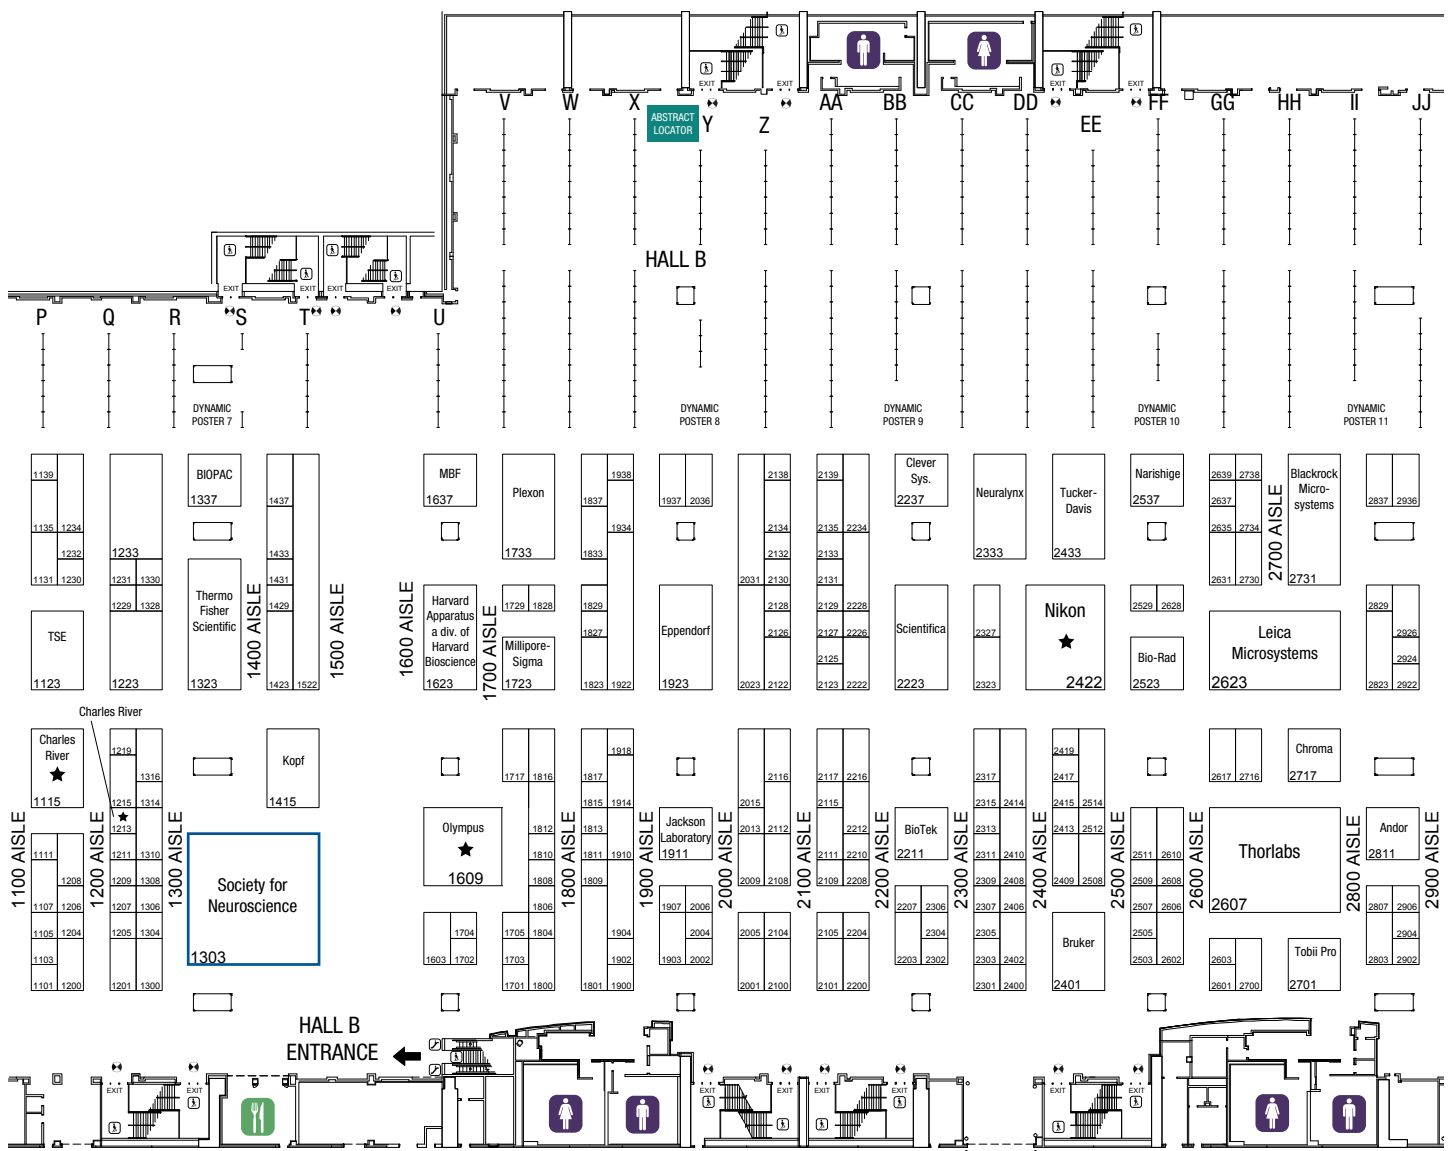 EXIT
EXIT
EXIT
EXIT
V
W
X
ABSTRACT
LOCATOR
Y
Z
AA
BB
CC
DD
EE
FF
GG
HH
II
JJ
HALL B
EXIT
EXIT
EXIT
P
Q
R
S
T
U
DYNAMIC
POSTER 7
DYNAMIC
POSTER 8
DYNAMIC
POSTER 9
DYNAMIC
POSTER 10
DYNAMIC
POSTER 11
1139
1135 1234
1232
1131 1230
TSE
1123
1233
1231 1330
1229 1328
1223
BIOPAC
1337
Thermo
Fisher
Scientific
1323
1400 AISLE
1437
1433
1431
1429
1423 1522
1500 AISLE
1600 AISLE
MBF
1637
Harvard
Apparatus
a div. of
Harvard
Bioscience
1623
1700 AISLE
Plexon
1733
1729 1828
Millipore-
Sigma
1723
1938
1837
1934
1833
1829
1827
1823 1922
1937 2036
Eppendorf
1923
2138
2134
2132
2031 2130
2128
2126
2023 2122
2139
2135 2234
2133
2131
2129 2228
2127 2226
2125
2123 2222
Clever
Sys.
2237
Scientifica
2223
Neuralynx
2333
2327
2323
Tucker-
Davis
2433
Nikon
2422
Narishige
2537
2529 2628
Bio-Rad
2523
2639 2738
2637
2635 2734
2631 2730
2700 AISLE
Blackrock
Micro-
systems
2731
Leica
Microsystems
2623
2837 2936
2829
2926
2924
2823 2922
Charles River
Charles
River
1115
1100 AISLE
1111
1208
1107 1206
1105 1204
1103
1101 1200
1200 AISLE
1219
1316
1215 1314
1213
1211 1310
1209 1308
1207 1306
1205 1304
1201 1300
1300 AISLE
Society for
Neuroscience
1303
Kopf
1415
Olympus
1609
1704
1603 1702
1717 1816
1812
1810
1808
1806
1705 1804
1703
1701 1800
1800 AISLE
1918
1817
1815 1914
1813
1811 1910
1809
1904
1902
1801 1900
1900 AISLE
Jackson
Laboratory
1911
1907 2006
2004
1903 2002
2000 AISLE
2116
2015
2013 2112
2009 2108
2005 2104
2001 2100
2100 AISLE
2117 2216
2212
2111 2210
2109 2208
2105 2204
2101 2200
2200 AISLE
BioTek
2211
2207 2306
2304
2203 2302
2300 AISLE
2317
2315 2414
2313
2311 2410
2309 2408
2307 2406
2305
2303 2402
2301 2400
2400 AISLE
2419
2417
2415 2514
2413 2512
2409 2508
Bruker
2401
2500 AISLE
2511 2610
2509 2608
2507 2606
2505
2503 2602
2600 AISLE
2617 2716
Chroma
2717
Thorlabs
2607
2603
2601 2700
Tobii Pro
2701
2800 AISLE
Andor
2811
2807 2906
2904
2803 2902
2900 AISLE
HALL B
ENTRANCE
EXIT
EXIT
EXIT
EXIT
EXIT
EXIT
EXIT
EXIT